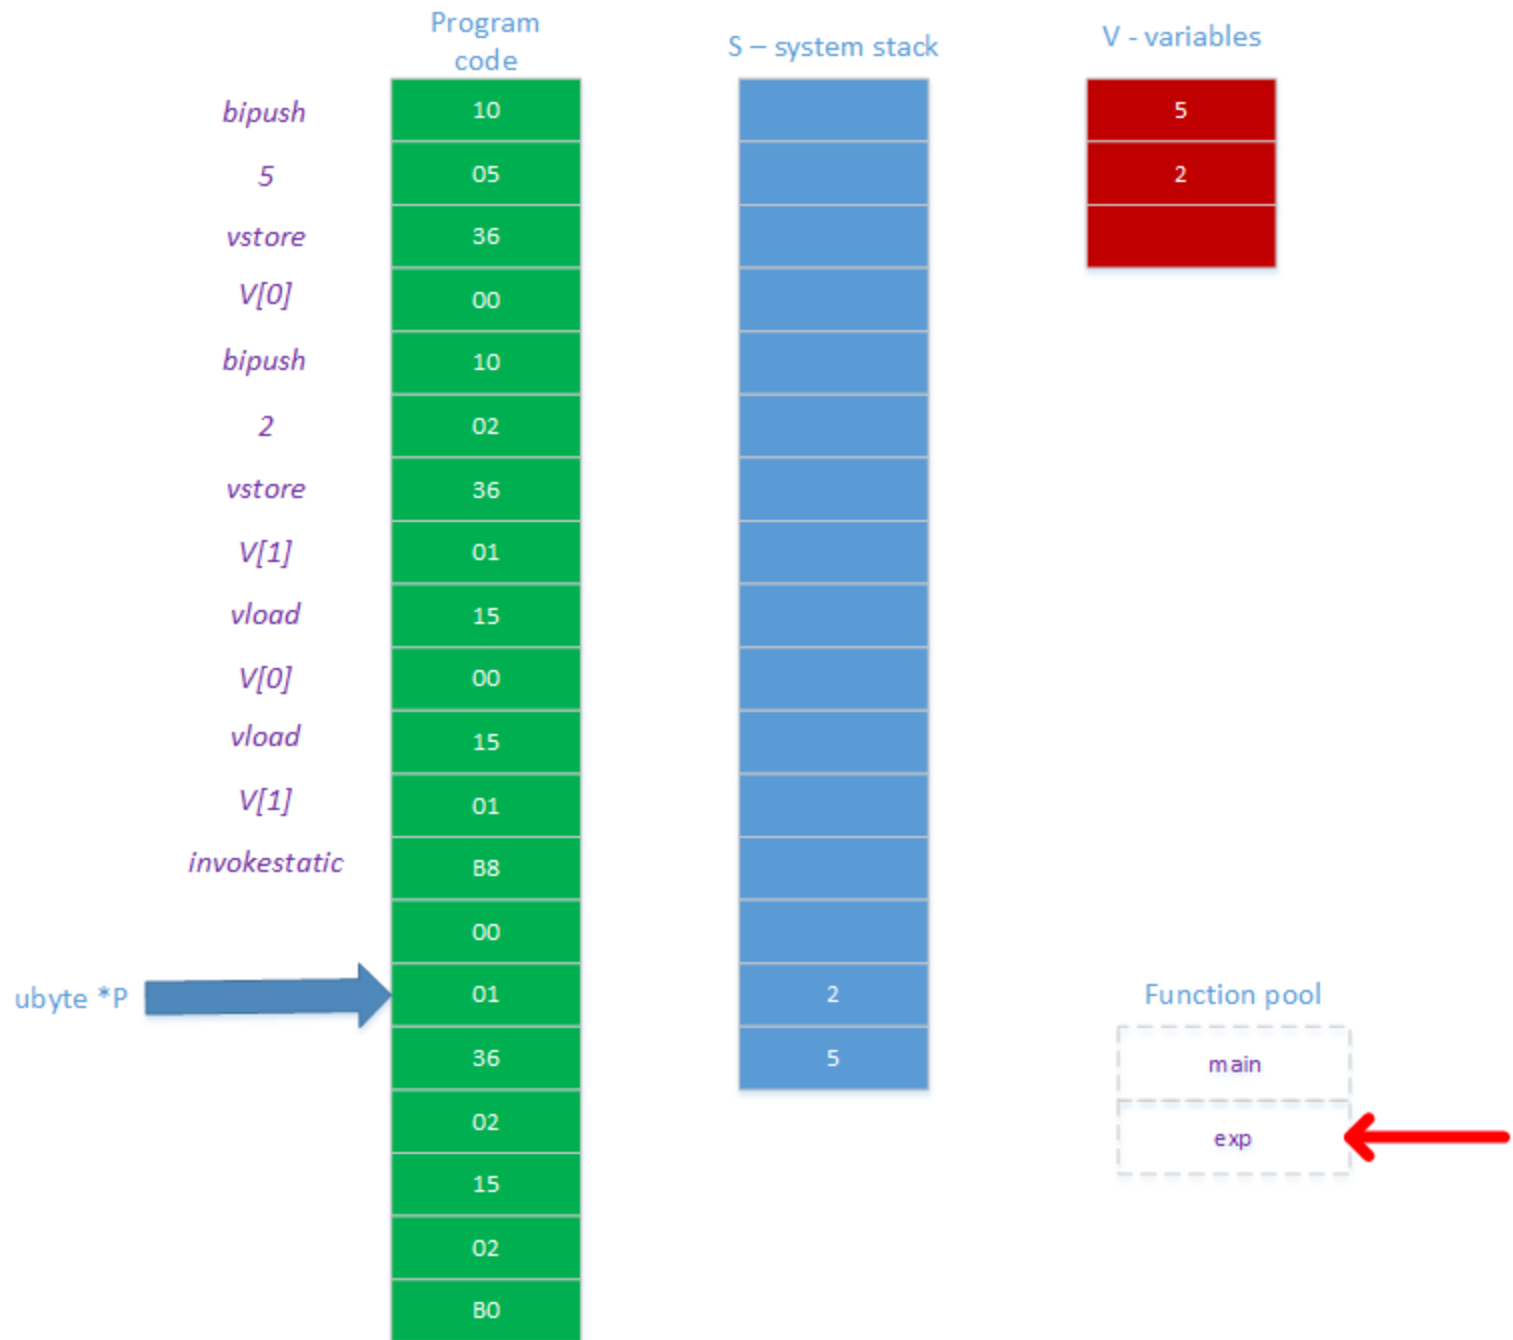 Program
code
S – system stack
V - variables
bipush 10 5
5 05 2
vstore 36
V[0] 00
bipush 10
2 02
vstore 36
V[1] 01
vload 15
V[0] 00
vload 15
V[1] 01
invokestatic B8
00
ubyte *P 01 2 Function pool
36 5 main
02 exp
15
02
B0